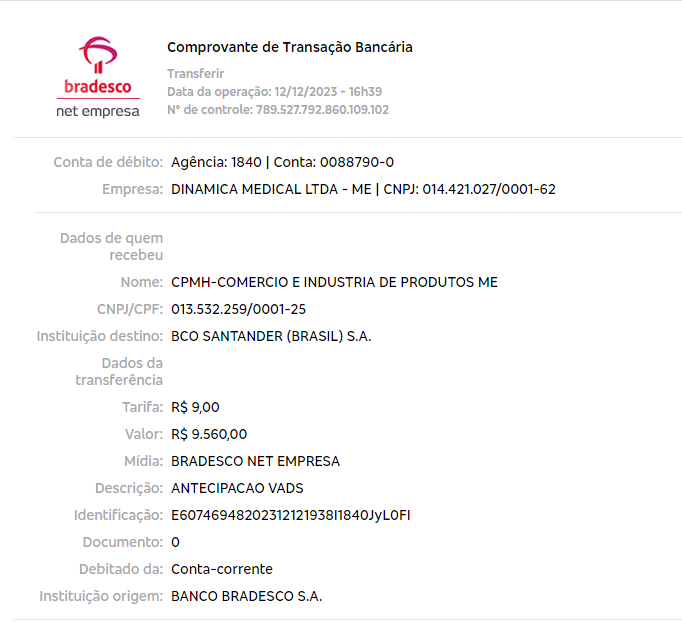 bradesco
net empresa
Comprovante de Transação Bancária
Transferir
Data da operação: 12/12/2023 - 16h39
Nº de controle: 789.527.792.860.109.102
Conta de débito: Agência: 1840 | Conta: 0088790-0
Empresa: DINAMICA MEDICAL LTDA - ME | CNPJ: 014.421.027/0001-62
Dados de quem
recebeu
Nome: CPMH-COMERCIO E INDUSTRIA DE PRODUTOS ME
CNPJ/CPF: 013.532.259/0001-25
Instituição destino: BCO SANTANDER (BRASIL) S.A.
Dados da
transferência
Tarifa: R$ 9,00
Valor: R$ 9.560,00
Mídia: BRADESCO NET EMPRESA
Descrição: ANTECIPACAO VADS
Identificação: E60746948202312121938I1840JyL0FI
Documento: 0
Debitado da: Conta-corrente
Instituição origem: BANCO BRADESCO S.A.